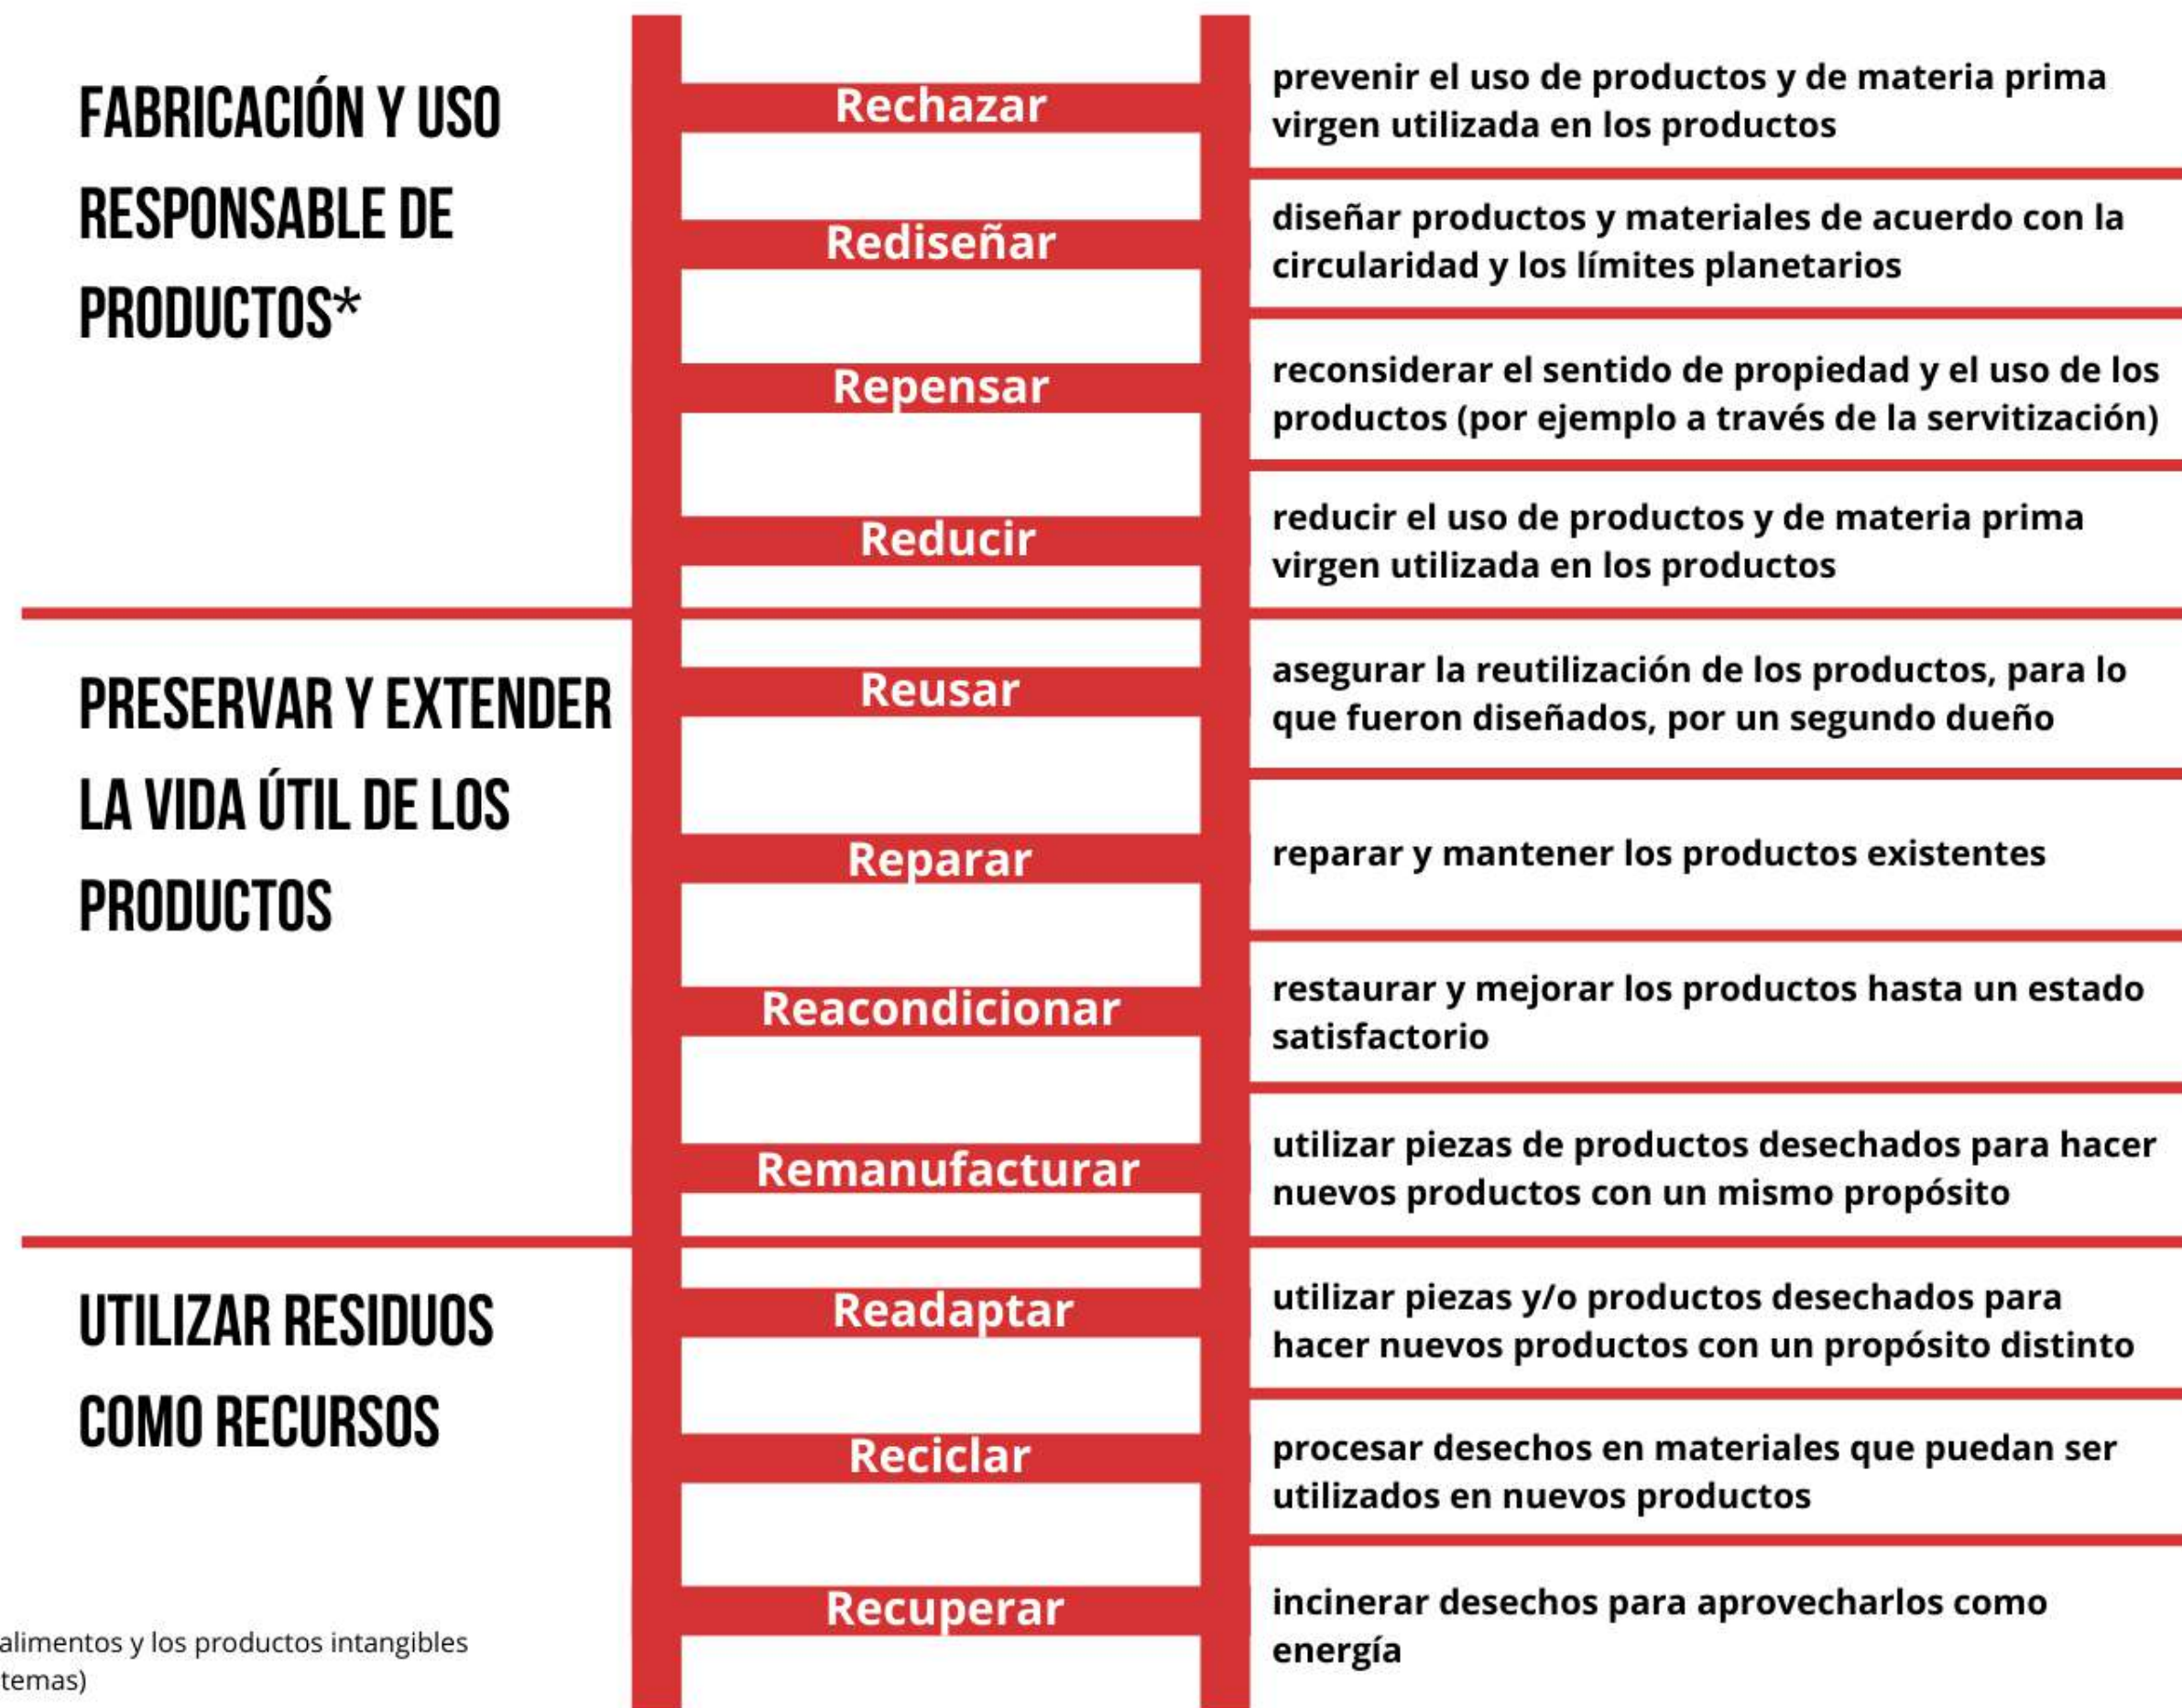 FABRICACIÓN Y USO
RESPONSABLE DE
PRODUCTOS*
Rechazar
prevenir el uso de productos y de materia prima
virgen utilizada en los productos
Rediseñar
diseñar productos y materiales de acuerdo con la
circularidad y los límites planetarios
Repensar
reconsiderar el sentido de propiedad y el uso de los
productos (por ejemplo a través de la servitización)
Reducir
reducir el uso de productos y de materia prima
virgen utilizada en los productos
PRESERVAR Y EXTENDER
LA VIDA ÚTIL DE LOS
PRODUCTOS
Reusar
asegurar la reutilización de los productos, para lo
que fueron diseñados, por un segundo dueño
Reparar
reparar y mantener los productos existentes
Reacondicionar
restaurar y mejorar los productos hasta un estado
satisfactorio
Remanufacturar
utilizar piezas de productos desechados para hacer
nuevos productos con un mismo propósito
UTILIZAR RESIDUOS
COMO RECURSOS
Readaptar
utilizar piezas y/o productos desechados para
hacer nuevos productos con un propósito distinto
Reciclar
procesar desechos en materiales que puedan ser
utilizados en nuevos productos
Recuperar
incinerar desechos para aprovecharlos como
energía
alimentos y los productos intangibles
temas)